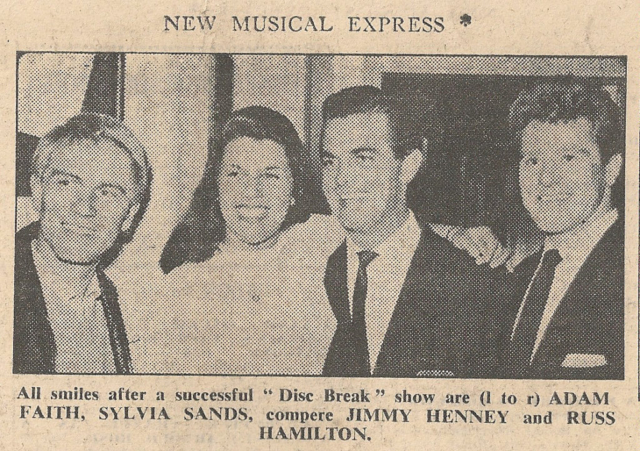 NEW MUSICAL EXPRESS *
All smiles after a successful "Disc Break" show are (l to r) ADAM
FAITH, SYLVIA SANDS, compere JIMMY HENNEY and RUSS
HAMILTON.